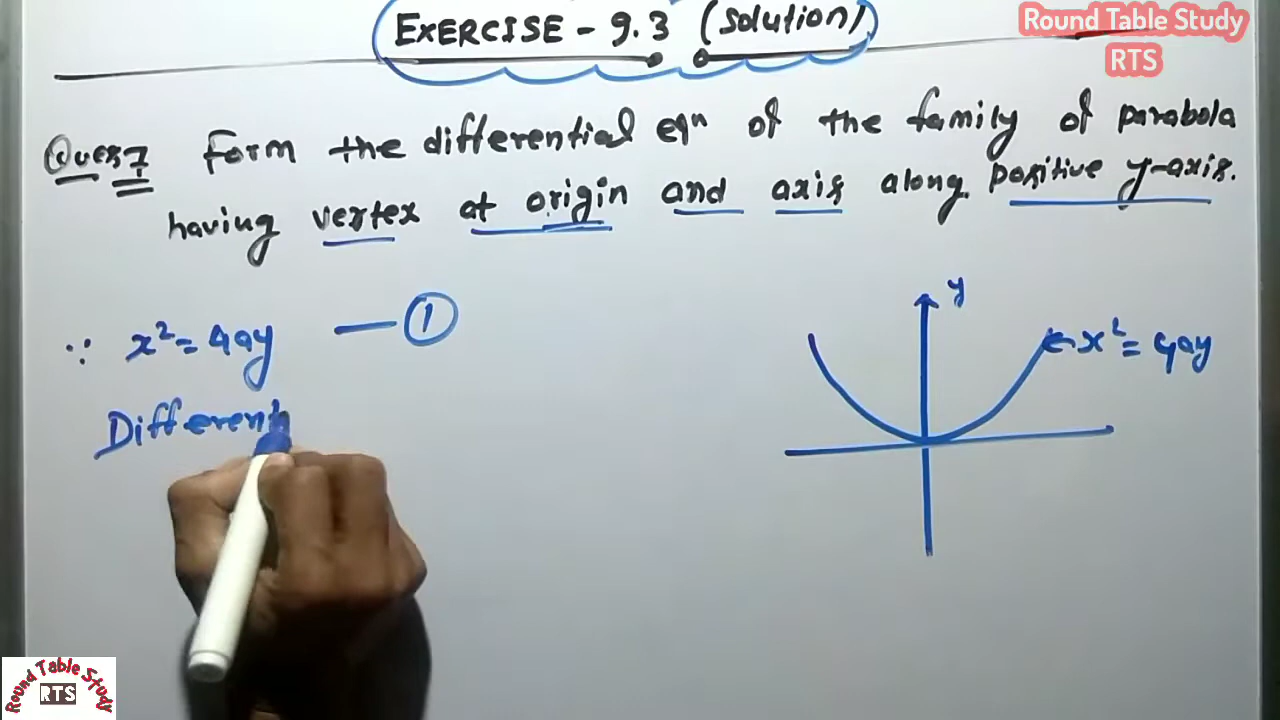 EXERCISE - 9.3 (Solution)
Round Table Study
RTS
Ques 7 Form the differential eqn of the family of parabola
having vertex at origin and axis along positive y-axis.
∵ x² = 4ay — ①
Different
y
← x² = 4ay
Round Table Study
RTS